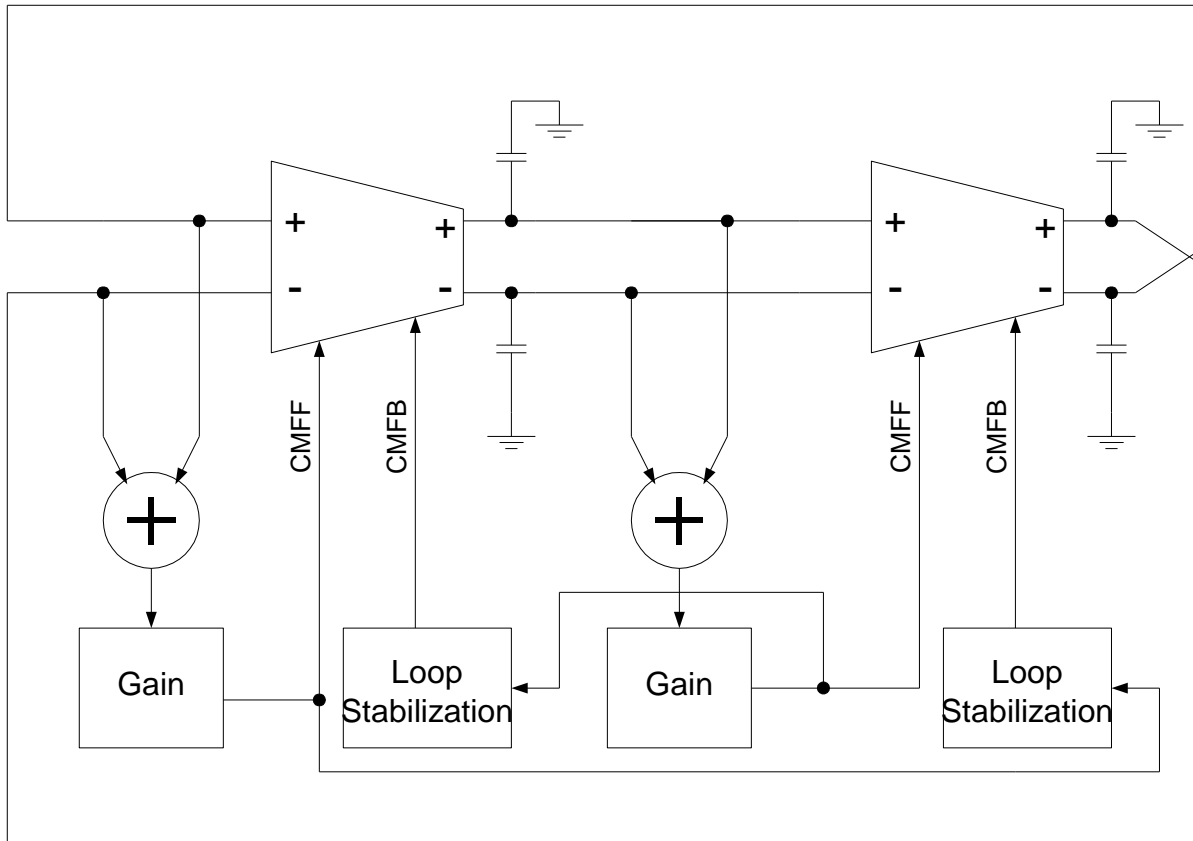 + + + +
- - - -
CMFF CMFB CMFF CMFB
+ +
Gain Loop Stabilization Gain Loop Stabilization